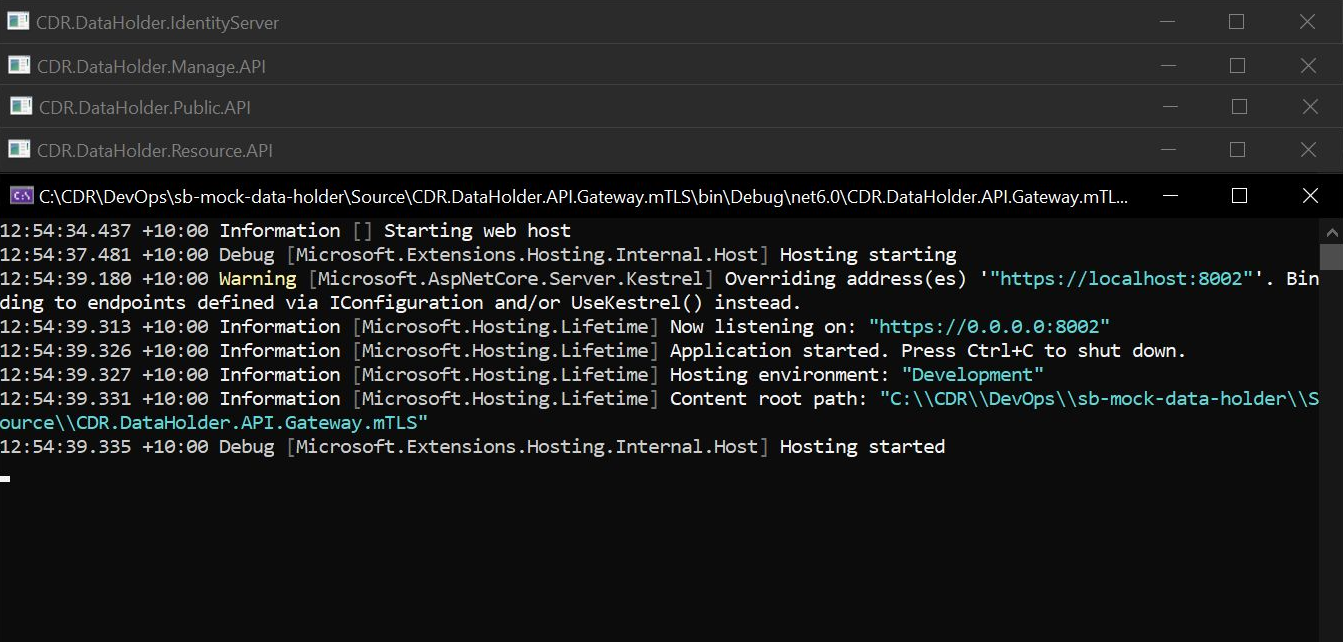 CDR.DataHolder.IdentityServer
CDR.DataHolder.Manage.API
CDR.DataHolder.Public.API
CDR.DataHolder.Resource.API
C:\CDR\DevOps\sb-mock-data-holder\Source\CDR.DataHolder.API.Gateway.mTLS\bin\Debug\net6.0\CDR.DataHolder.API.Gateway.mTL...
12:54:34.437 +10:00 Information [] Starting web host
12:54:37.481 +10:00 Debug [Microsoft.Extensions.Hosting.Internal.Host] Hosting starting
12:54:39.180 +10:00 Warning [Microsoft.AspNetCore.Server.Kestrel] Overriding address(es) '"https://localhost:8002"'. Bin
ding to endpoints defined via IConfiguration and/or UseKestrel() instead.
12:54:39.313 +10:00 Information [Microsoft.Hosting.Lifetime] Now listening on: "https://0.0.0.0:8002"
12:54:39.326 +10:00 Information [Microsoft.Hosting.Lifetime] Application started. Press Ctrl+C to shut down.
12:54:39.327 +10:00 Information [Microsoft.Hosting.Lifetime] Hosting environment: "Development"
12:54:39.331 +10:00 Information [Microsoft.Hosting.Lifetime] Content root path: "C:\\CDR\\DevOps\\sb-mock-data-holder\\S
ource\\CDR.DataHolder.API.Gateway.mTLS"
12:54:39.335 +10:00 Debug [Microsoft.Extensions.Hosting.Internal.Host] Hosting started